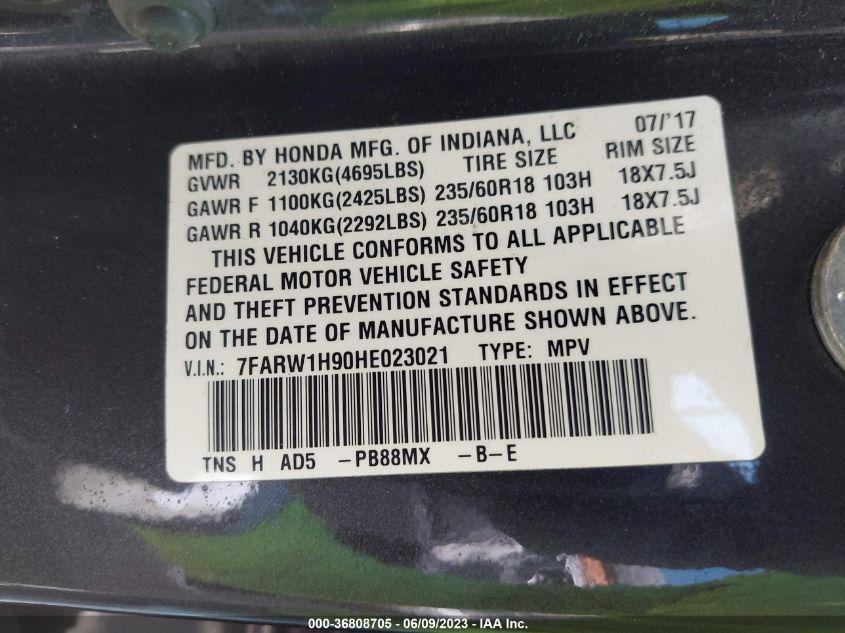 MFD. BY HONDA MFG. OF INDIANA, LLC 07/'17
GVWR 2130KG(4695LBS) TIRE SIZE RIM SIZE
GAWR F 1100KG(2425LBS) 235/60R18 103H 18X7.5J
GAWR R 1040KG(2292LBS) 235/60R18 103H 18X7.5J
THIS VEHICLE CONFORMS TO ALL APPLICABLE
FEDERAL MOTOR VEHICLE SAFETY
AND THEFT PREVENTION STANDARDS IN EFFECT
ON THE DATE OF MANUFACTURE SHOWN ABOVE.
V.I.N.: 7FARW1H90HE023021 TYPE: MPV
TNS H AD5 -PB88MX -B-E
000-36808705 - 06/09/2023 - IAAI Inc.